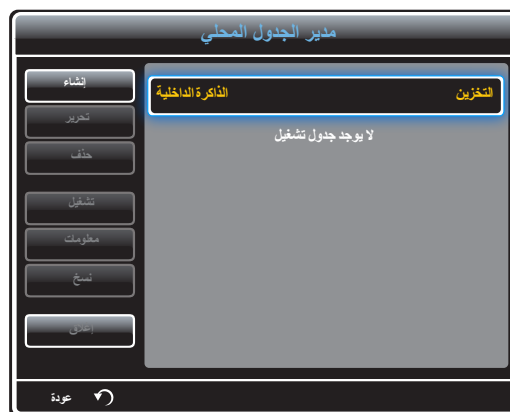 مدير الجدول المحلي
التخزين الذاكرة الداخلية
لا يوجد جدول تشغيل
إنشاء
تحرير
حذف
تشغيل
معلومات
نسخ
إغلاق
عودة